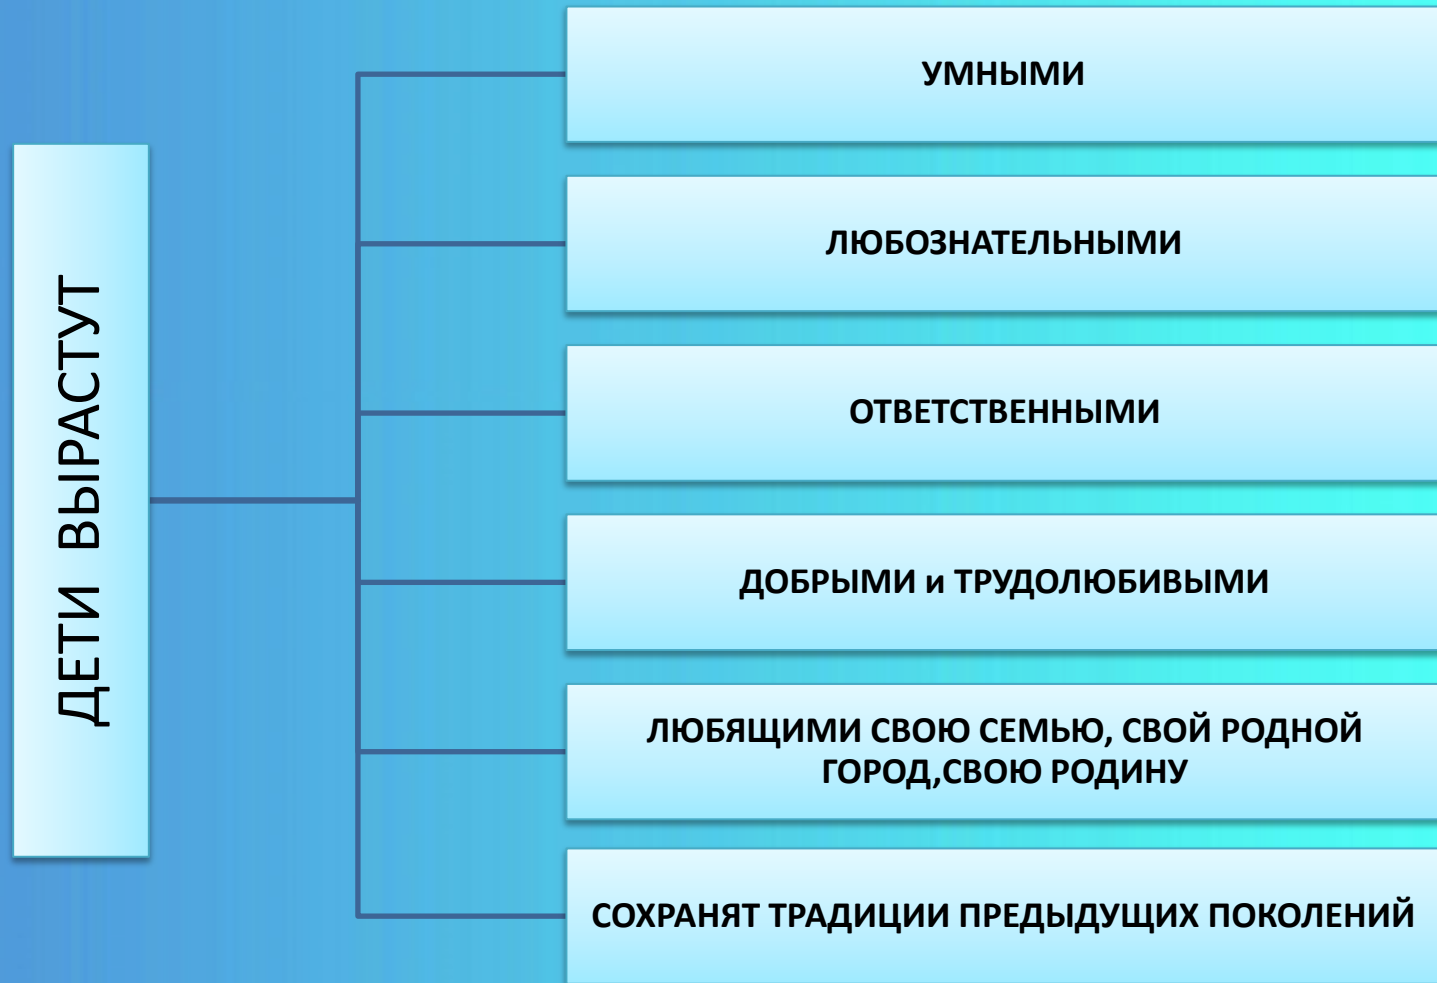 ДЕТИ ВЫРАСТУТ
УМНЫМИ
ЛЮБОЗНАТЕЛЬНЫМИ
ОТВЕТСТВЕННЫМИ
ДОБРЫМИ и ТРУДОЛЮБИВЫМИ
ЛЮБЯЩИМИ СВОЮ СЕМЬЮ, СВОЙ РОДНОЙ
ГОРОД,СВОЮ РОДИНУ
СОХРАНЯТ ТРАДИЦИИ ПРЕДЫДУЩИХ ПОКОЛЕНИЙ